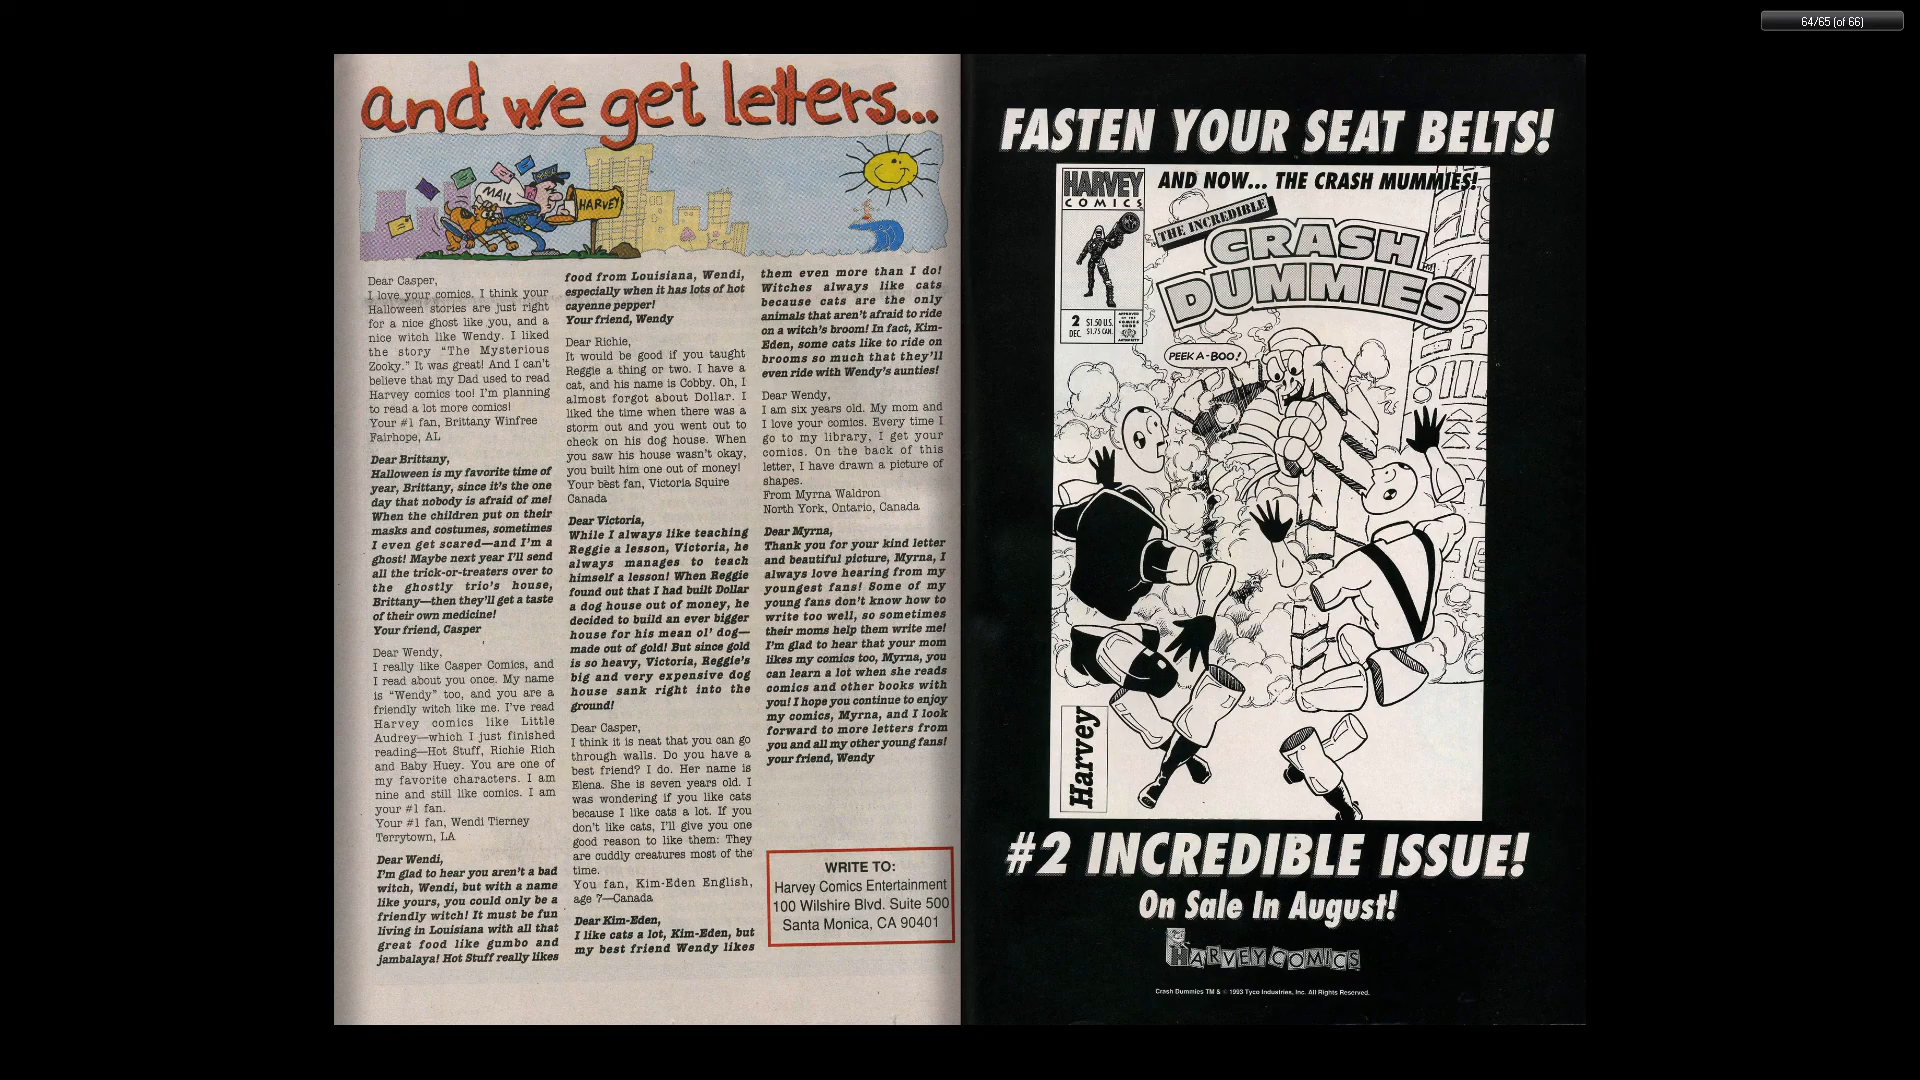 64/65 (of 66)
and we get letters...
MAIL
HARVEY
Dear Casper,
I love your comics. I think your
Halloween stories are just right
for a nice ghost like you, and a
nice witch like Wendy. I liked
the story "The Mysterious
Zooky." It was great! And I can't
believe that my Dad used to read
Harvey comics too! I'm planning
to read a lot more comics!
Your #1 fan, Brittany Winfree
Fairhope, AL
Dear Brittany,
Halloween is my favorite time of
year, Brittany, since it's the one
day that nobody is afraid of me!
When the children put on their
masks and costumes, sometimes
I even get scared—and I'm a
ghost! Maybe next year I'll send
all the trick-or-treaters over to
the ghostly trio's house,
Brittany—then they'll get a taste
of their own medicine!
Your friend, Casper
Dear Wendy,
I really like Casper Comics, and
I read about you once. My name
is "Wendy" too, and you are a
friendly witch like me. I've read
Harvey comics like Little
Audrey—which I just finished
reading—Hot Stuff, Richie Rich
and Baby Huey. You are one of
my favorite characters. I am
nine and still like comics. I am
your #1 fan.
Your #1 fan, Wendi Tierney
Terrytown, LA
Dear Wendi,
I'm glad to hear you aren't a bad
witch, Wendi, but with a name
like yours, you could only be a
friendly witch! It must be fun
living in Louisiana with all that
great food like gumbo and
jambalaya! Hot Stuff really likes
food from Louisiana, Wendi,
especially when it has lots of hot
cayenne pepper!
Your friend, Wendy
Dear Richie,
It would be good if you taught
Reggie a thing or two. I have a
cat, and his name is Cobby. Oh, I
almost forgot about Dollar. I
liked the time when there was a
storm out and you went out to
check on his dog house. When
you saw his house wasn't okay,
you built him one out of money!
Your best fan, Victoria Squire
Canada
Dear Victoria,
While I always like teaching
Reggie a lesson, Victoria, he
always manages to teach
himself a lesson! When Reggie
found out that I had built Dollar
a dog house out of money, he
decided to build an ever bigger
house for his mean ol' dog—
made out of gold! But since gold
is so heavy, Victoria, Reggie's
big and very expensive dog
house sank right into the
ground!
Dear Casper,
I think it is neat that you can go
through walls. Do you have a
best friend? I do. Her name is
Elena. She is seven years old. I
was wondering if you like cats
because I like cats a lot. If you
don't like cats, I'll give you one
good reason to like them: They
are cuddly creatures most of the
time.
You fan, Kim-Eden English,
age 7—Canada
Dear Kim-Eden,
I like cats a lot, Kim-Eden, but
my best friend Wendy likes
them even more than I do!
Witches always like cats
because cats are the only
animals that aren't afraid to ride
on a witch's broom! In fact, Kim-
Eden, some cats like to ride on
brooms so much that they'll
even ride with Wendy's aunties!
Dear Wendy,
I am six years old. My mom and
I love your comics. Every time I
go to my library, I get your
comics. On the back of this
letter, I have drawn a picture of
shapes.
From Myrna Waldron
North York, Ontario, Canada
Dear Myrna,
Thank you for your kind letter
and beautiful picture, Myrna, I
always love hearing from my
youngest fans! Some of my
young fans don't know how to
write too well, so sometimes
their moms help them write me!
I'm glad to hear that your mom
likes my comics too, Myrna, you
can learn a lot when she reads
comics and other books with
you! I hope you continue to enjoy
my comics, Myrna, and I look
forward to more letters from
you and all my other young fans!
your friend, Wendy
WRITE TO:
Harvey Comics Entertainment
100 Wilshire Blvd. Suite 500
Santa Monica, CA 90401
FASTEN YOUR SEAT BELTS!
HARVEY
COMICS
AND NOW... THE CRASH MUMMIES!
THE INCREDIBLE
CRASH
DUMMIES
2
DEC.
$1.50 U.S.
$1.75 CAN.
APPROVED
BY THE
COMICS
CODE
AUTHORITY
PEEK A-BOO!
Harvey
#2 INCREDIBLE ISSUE!
On Sale In August!
HARVEY COMICS
Crash Dummies TM & © 1993 Tyco Industries, Inc. All Rights Reserved.